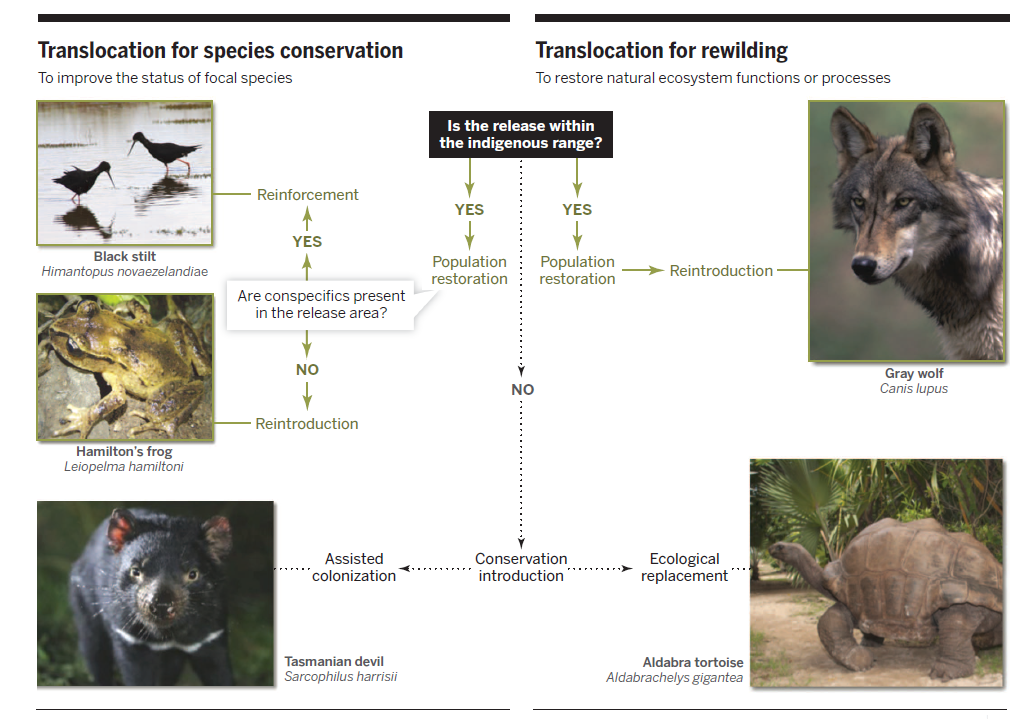 Translocation for species conservation
To improve the status of focal species
Translocation for rewilding
To restore natural ecosystem functions or processes
Is the release within
the indigenous range?
Reinforcement
YES
YES
YES
Black stilt
Himantopus novaezelandiae
Population
restoration
Population
restoration
Reintroduction
Are conspecifics present
in the release area?
NO
Gray wolf
Canis lupus
NO
Reintroduction
Hamilton's frog
Leiopelma hamiltoni
Assisted
colonization
Conservation
introduction
Ecological
replacement
Tasmanian devil
Sarcophilus harrisii
Aldabra tortoise
Aldabrachelys gigantea